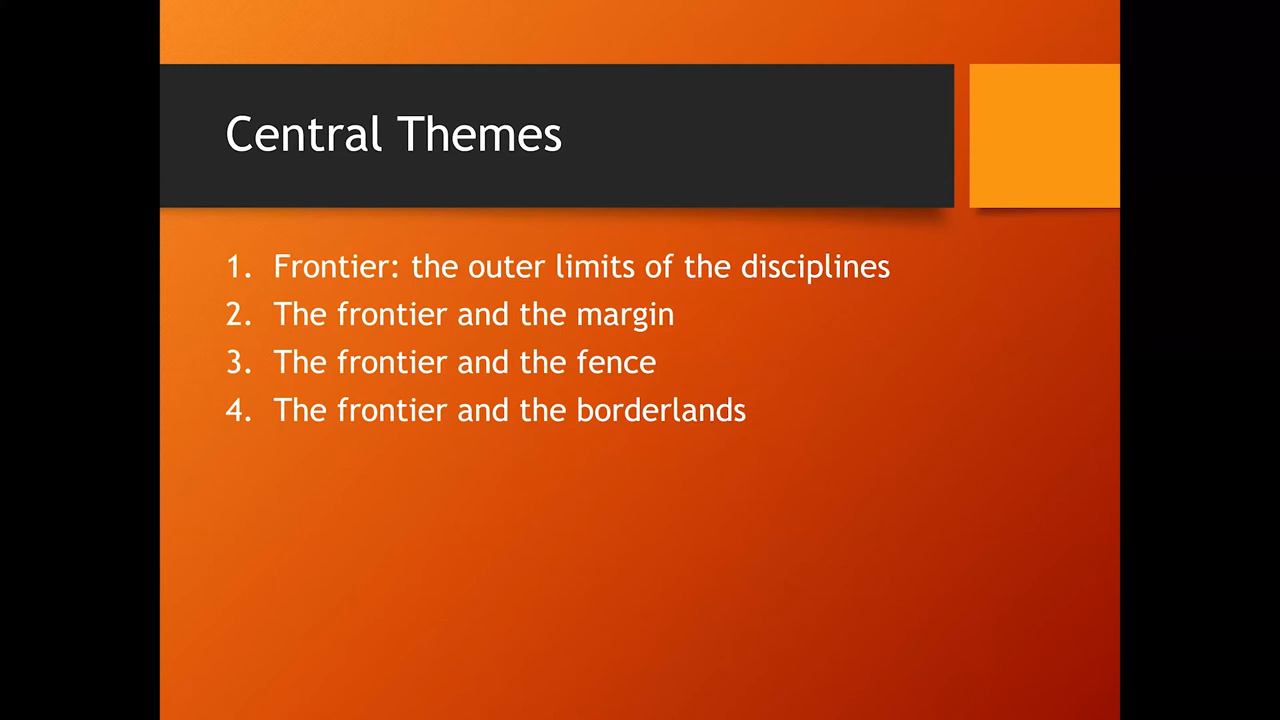 Central Themes
1. Frontier: the outer limits of the disciplines
2. The frontier and the margin
3. The frontier and the fence
4. The frontier and the borderlands